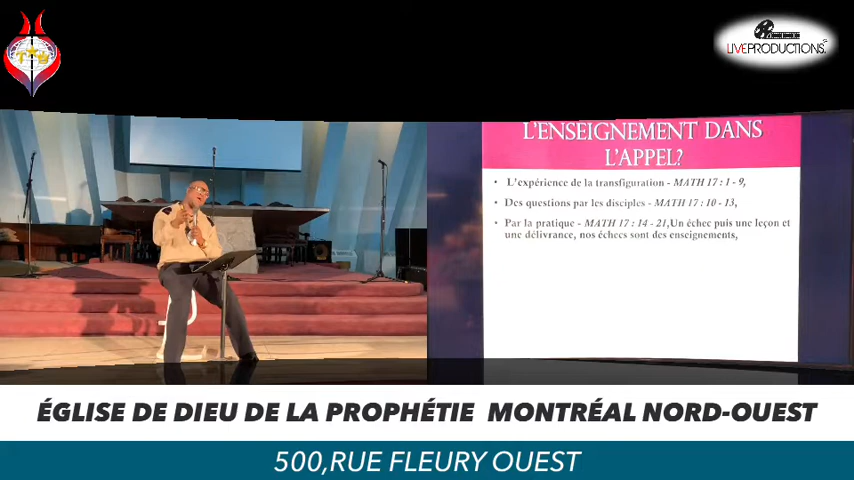 LIVEPRODUCTIONS
L'ENSEIGNEMENT DANS
L'APPEL?
• L'expérience de la transfiguration - MATH 17 : 1 - 9,
• Des questions par les disciples - MATH 17 : 10 - 13,
• Par la pratique - MATH 17 : 14 - 21,Un échec puis une leçon et
une délivrance, nos échecs sont des enseignements,
ÉGLISE DE DIEU DE LA PROPHÉTIE MONTRÉAL NORD-OUEST
500,RUE FLEURY OUEST